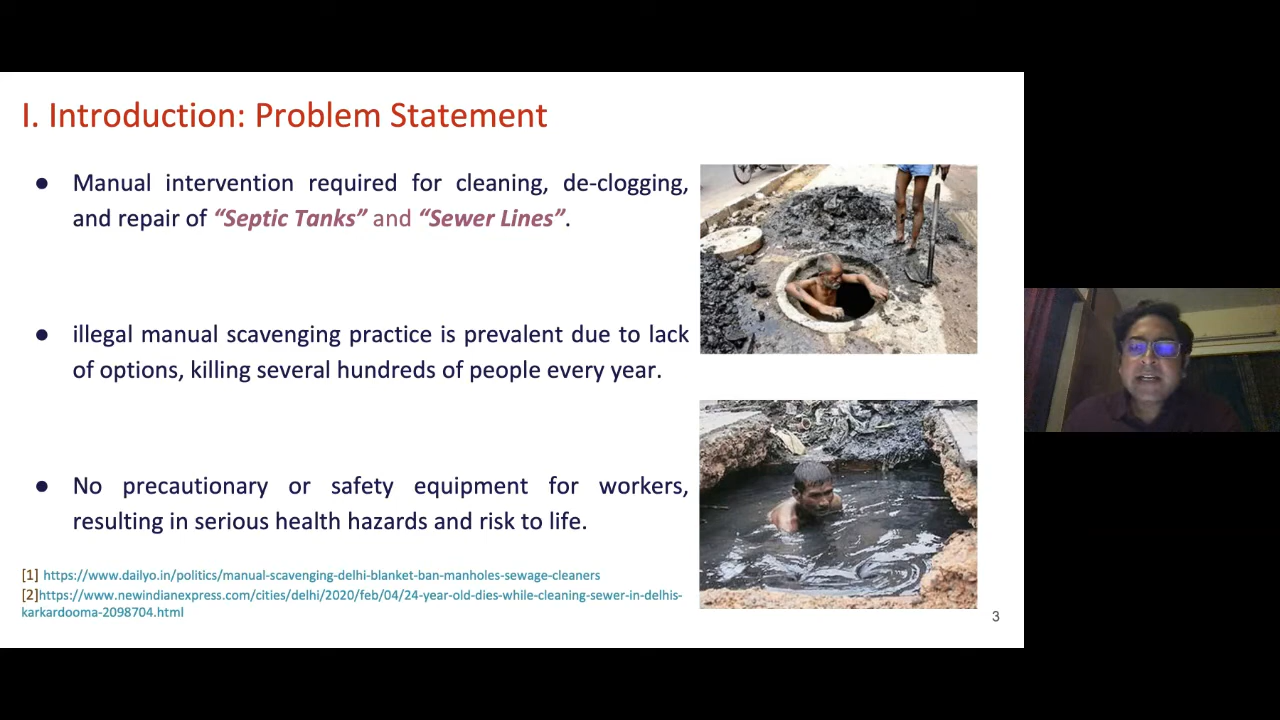 I. Introduction: Problem Statement
● Manual intervention required for cleaning, de-clogging,
and repair of “Septic Tanks” and “Sewer Lines”.
● illegal manual scavenging practice is prevalent due to lack
of options, killing several hundreds of people every year.
● No precautionary or safety equipment for workers,
resulting in serious health hazards and risk to life.
[1] https://www.dailyo.in/politics/manual-scavenging-delhi-blanket-ban-manholes-sewage-cleaners
[2]https://www.newindianexpress.com/cities/delhi/2020/feb/04/24-year-old-dies-while-cleaning-sewer-in-delhis-
karkardooma-2098704.html
3